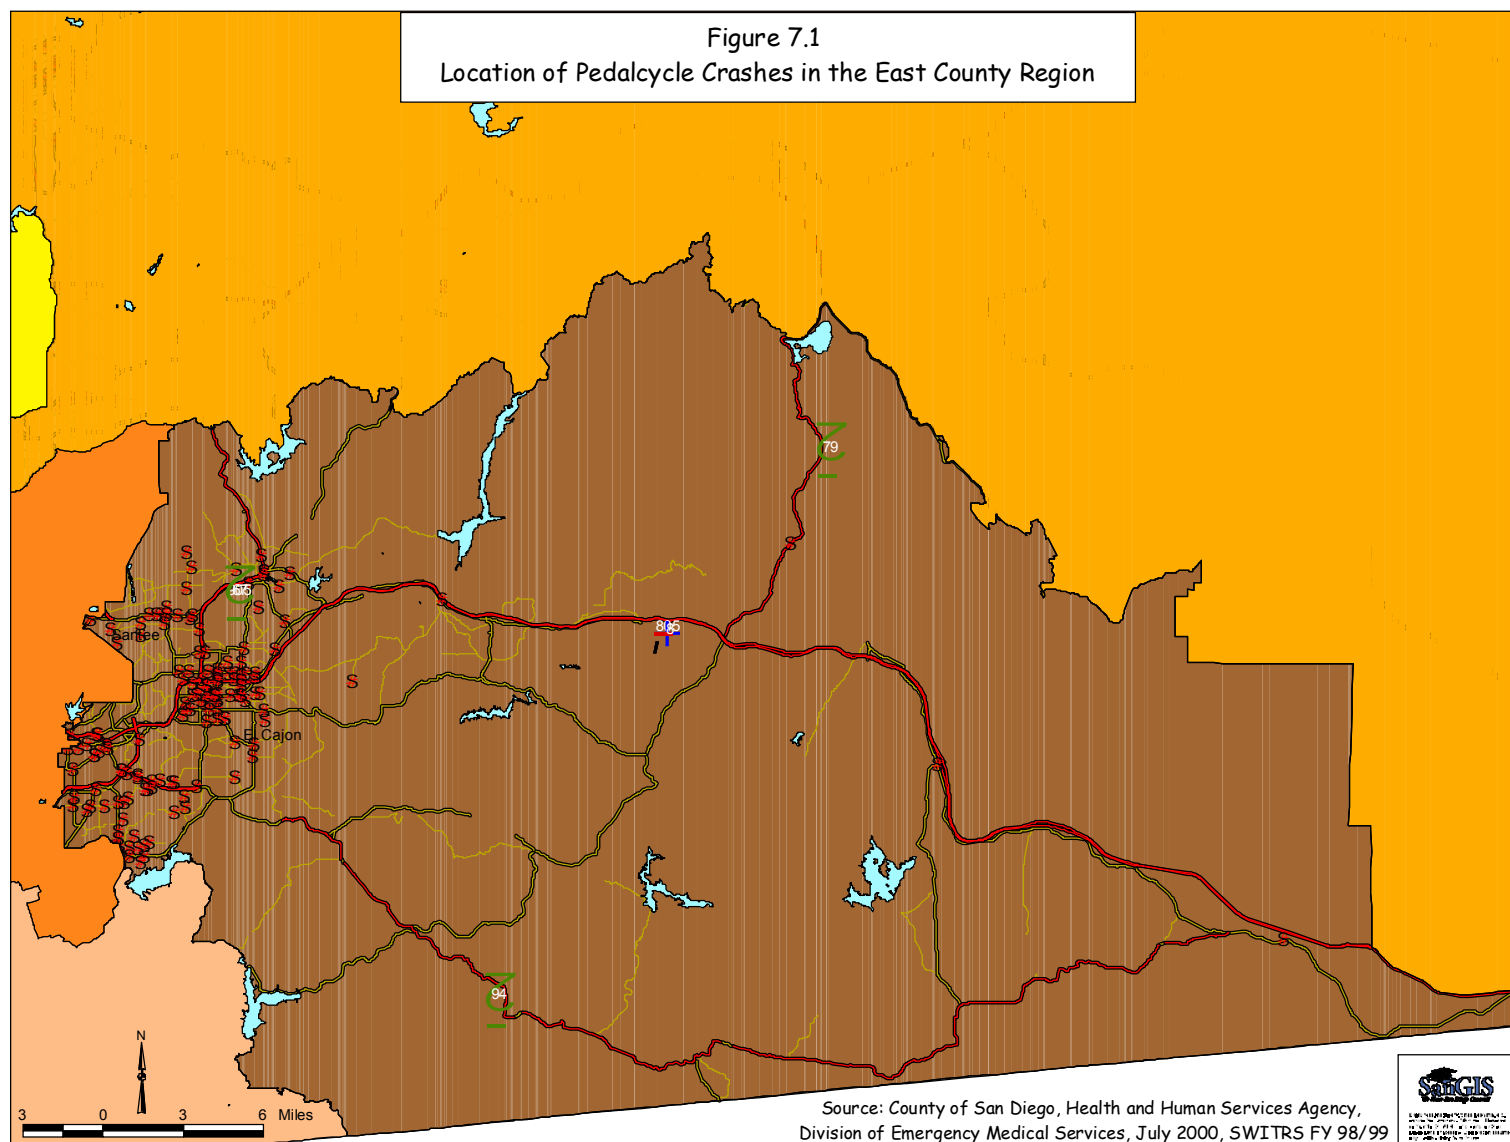 Figure 7.1
Location of Pedalcycle Crashes in the East County Region
79
Santee
El Cajon
94
N
3 0 3 6 Miles
Source: County of San Diego, Health and Human Services Agency,
Division of Emergency Medical Services, July 2000, SWITRS FY 98/99
SanGIS